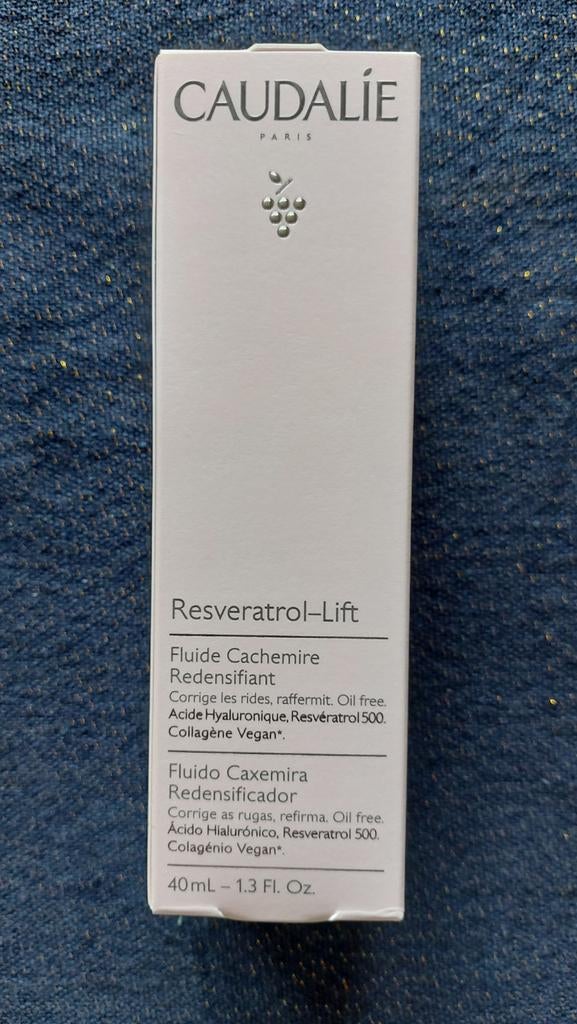 CAUDALÍE
PARIS
Resveratrol–Lift
Fluide Cachemire
Redensifiant
Corrige les rides, raffermit. Oil free.
Acide Hyaluronique, Resvératrol 500.
Collagène Vegan*.
Fluido Caxemira
Redensificador
Corrige as rugas, refirma. Oil free.
Ácido Hialurónico, Resveratrol 500.
Colagénio Vegan*.
40mL – 1.3 Fl. Oz.